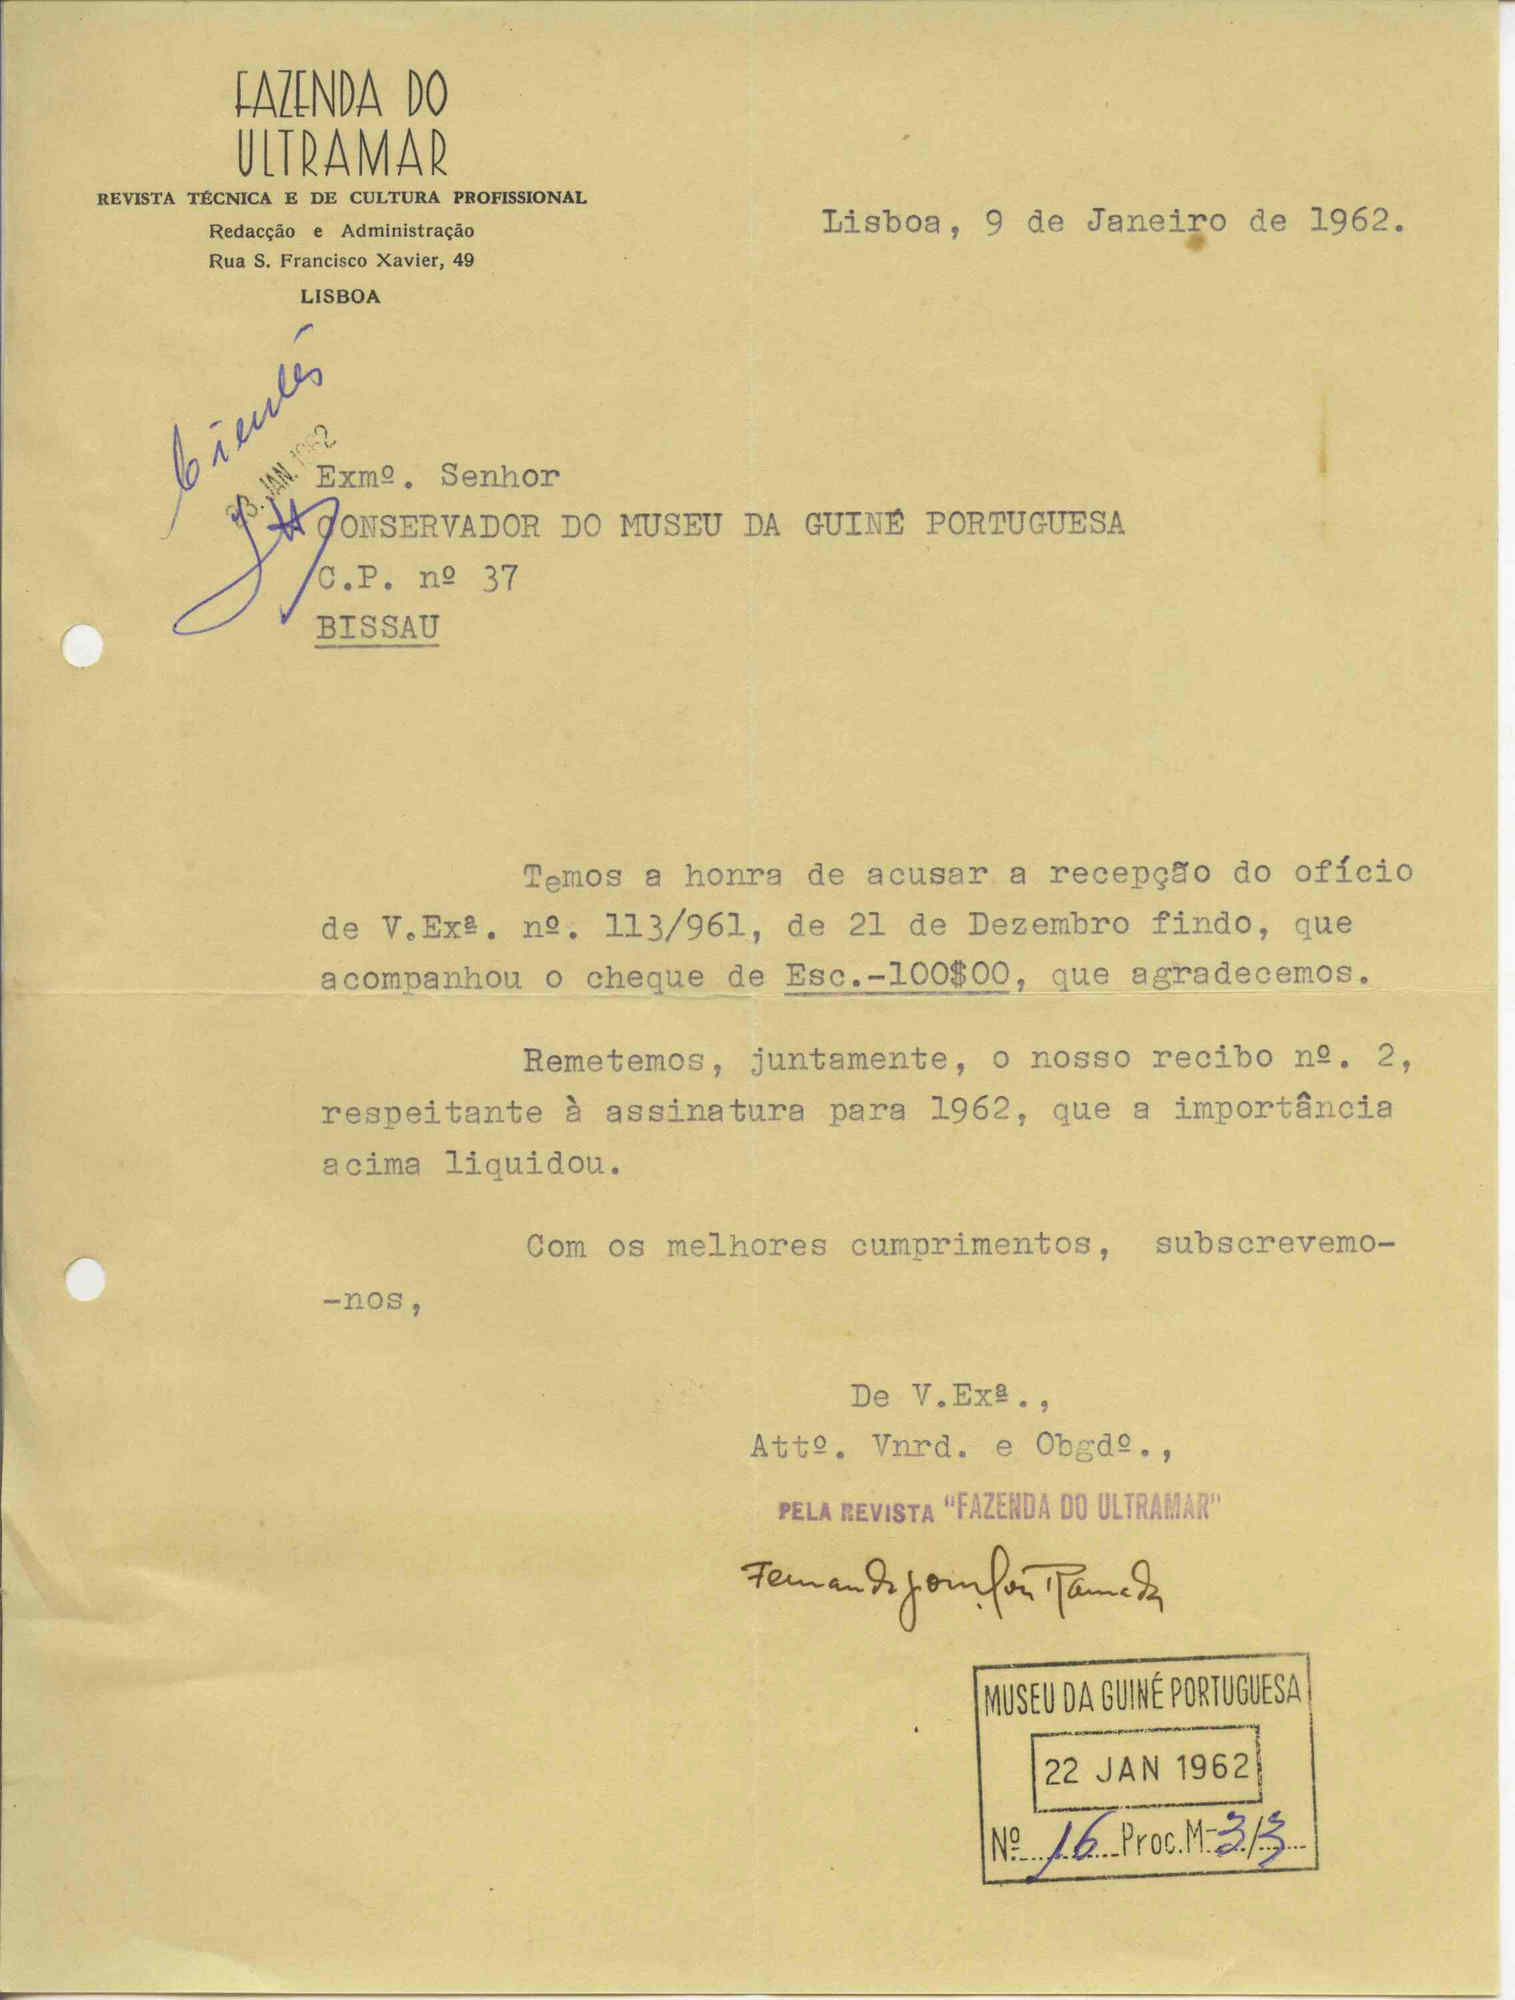 FAZENDA DO
ULTRAMAR
REVISTA TÉCNICA E DE CULTURA PROFISSIONAL
Redacção e Administração
Rua S. Francisco Xavier, 49
LISBOA
Lisboa, 9 de Janeiro de 1962.
23. JAN. 1962
Exmº. Senhor
CONSERVADOR DO MUSEU DA GUINÉ PORTUGUESA
C.P. nº 37
BISSAU
Temos a honra de acusar a recepção do ofício
de V.Exª. nº. 113/961, de 21 de Dezembro findo, que
acompanhou o cheque de Esc.-100$00, que agradecemos.
Remetemos, juntamente, o nosso recibo nº. 2,
respeitante à assinatura para 1962, que a importância
acima liquidou.
Com os melhores cumprimentos, subscrevemo-
-nos,
De V.Exª.,
Attº. Vnrd. e Obgdº.,
PELA REVISTA "FAZENDA DO ULTRAMAR"
MUSEU DA GUINÉ PORTUGUESA
22 JAN 1962
Nº 16 Proc. M-3/3